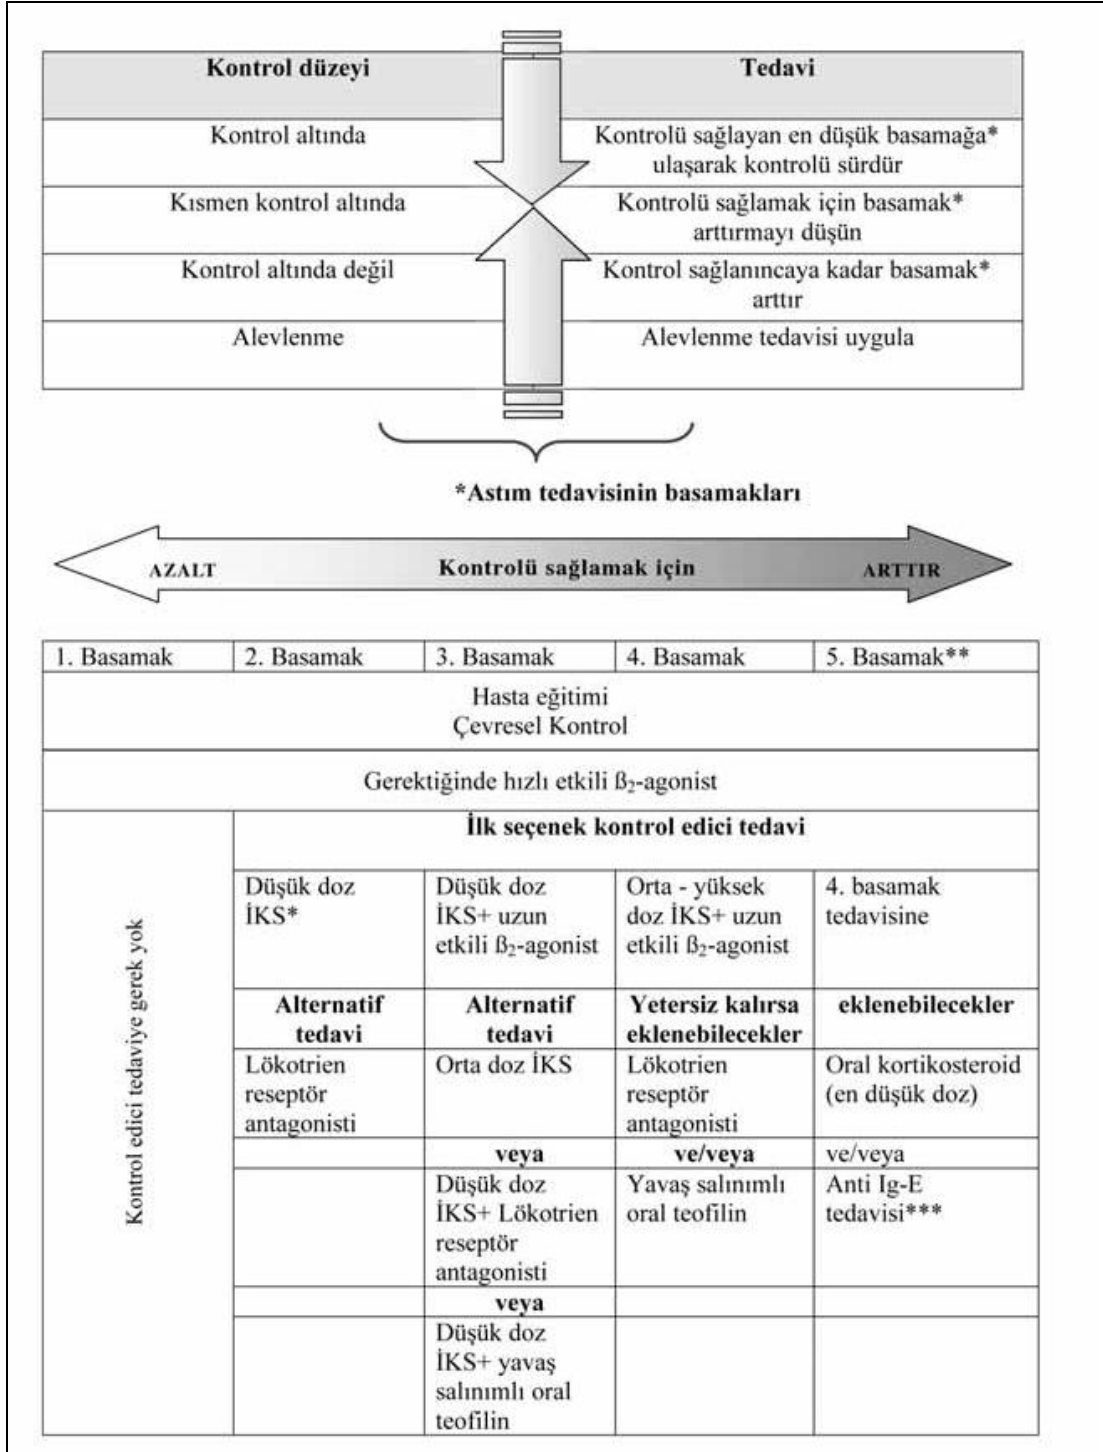 Kontrol düzeyi Tedavi
Kontrol altında Kontrolü sağlayan en düşük basamağa*
ulaşarak kontrolü sürdür
Kısmen kontrol altında Kontrolü sağlamak için basamak*
arttırmayı düşün
Kontrol altında değil Kontrol sağlanıncaya kadar basamak*
arttır
Alevlenme Alevlenme tedavisi uygula
*Astım tedavisinin basamakları
AZALT Kontrolü sağlamak için ARTTIR
1. Basamak 2. Basamak 3. Basamak 4. Basamak 5. Basamak**
Hasta eğitimi
Çevresel Kontrol
Gerektiğinde hızlı etkili ß₂-agonist
Kontrol edici tedaviye gerek yok
İlk seçenek kontrol edici tedavi
Düşük doz Düşük doz Orta - yüksek 4. basamak
İKS* İKS+ uzun doz İKS+ uzun tedavisine
etkili ß₂-agonist etkili ß₂-agonist
Alternatif Alternatif Yetersiz kalırsa eklenebilecekler
tedavi tedavi eklenebilecekler
Lökotrien Orta doz İKS Lökotrien Oral kortikosteroid
reseptör reseptör (en düşük doz)
antagonisti antagonisti
veya ve/veya ve/veya
Düşük doz Yavaş salınımlı Anti Ig-E
İKS+ Lökotrien oral teofilin tedavisi***
reseptör
antagonisti
veya
Düşük doz
İKS+ yavaş
salınımlı oral
teofilin